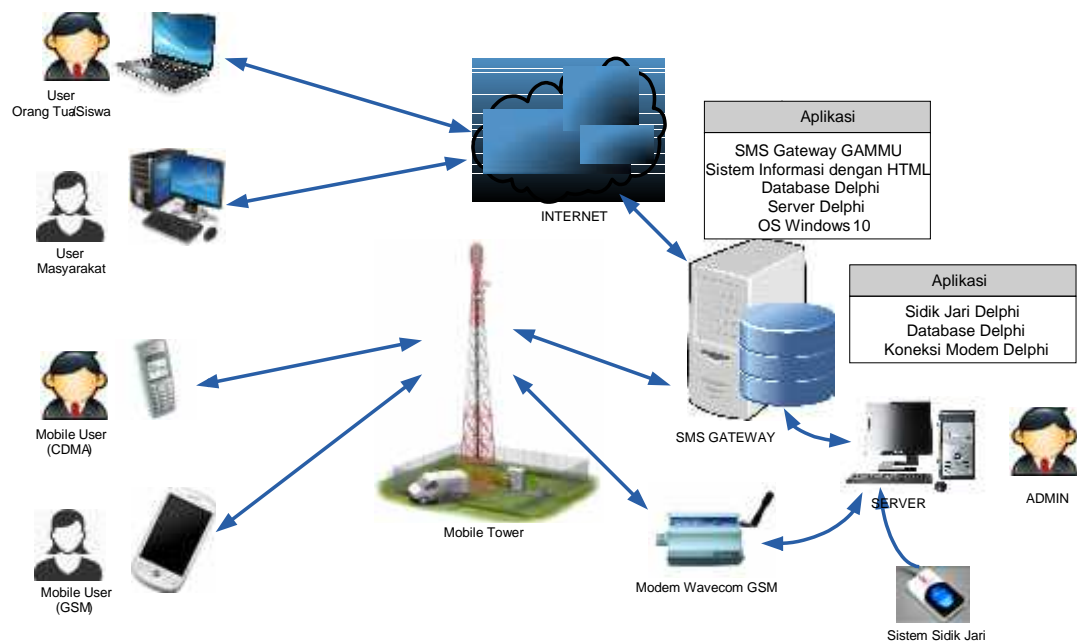 User
Orang Tua/Siswa
User
Masyarakat
Mobile User
(CDMA)
Mobile User
(GSM)
INTERNET
Mobile Tower
Aplikasi
SMS Gateway GAMMU
Sistem Informasi dengan HTML
Database Delphi
Server Delphi
OS Windows 10
SMS GATEWAY
Aplikasi
Sidik Jari Delphi
Database Delphi
Koneksi Modem Delphi
SERVER
ADMIN
Modem Wavecom GSM
Sistem Sidik Jari